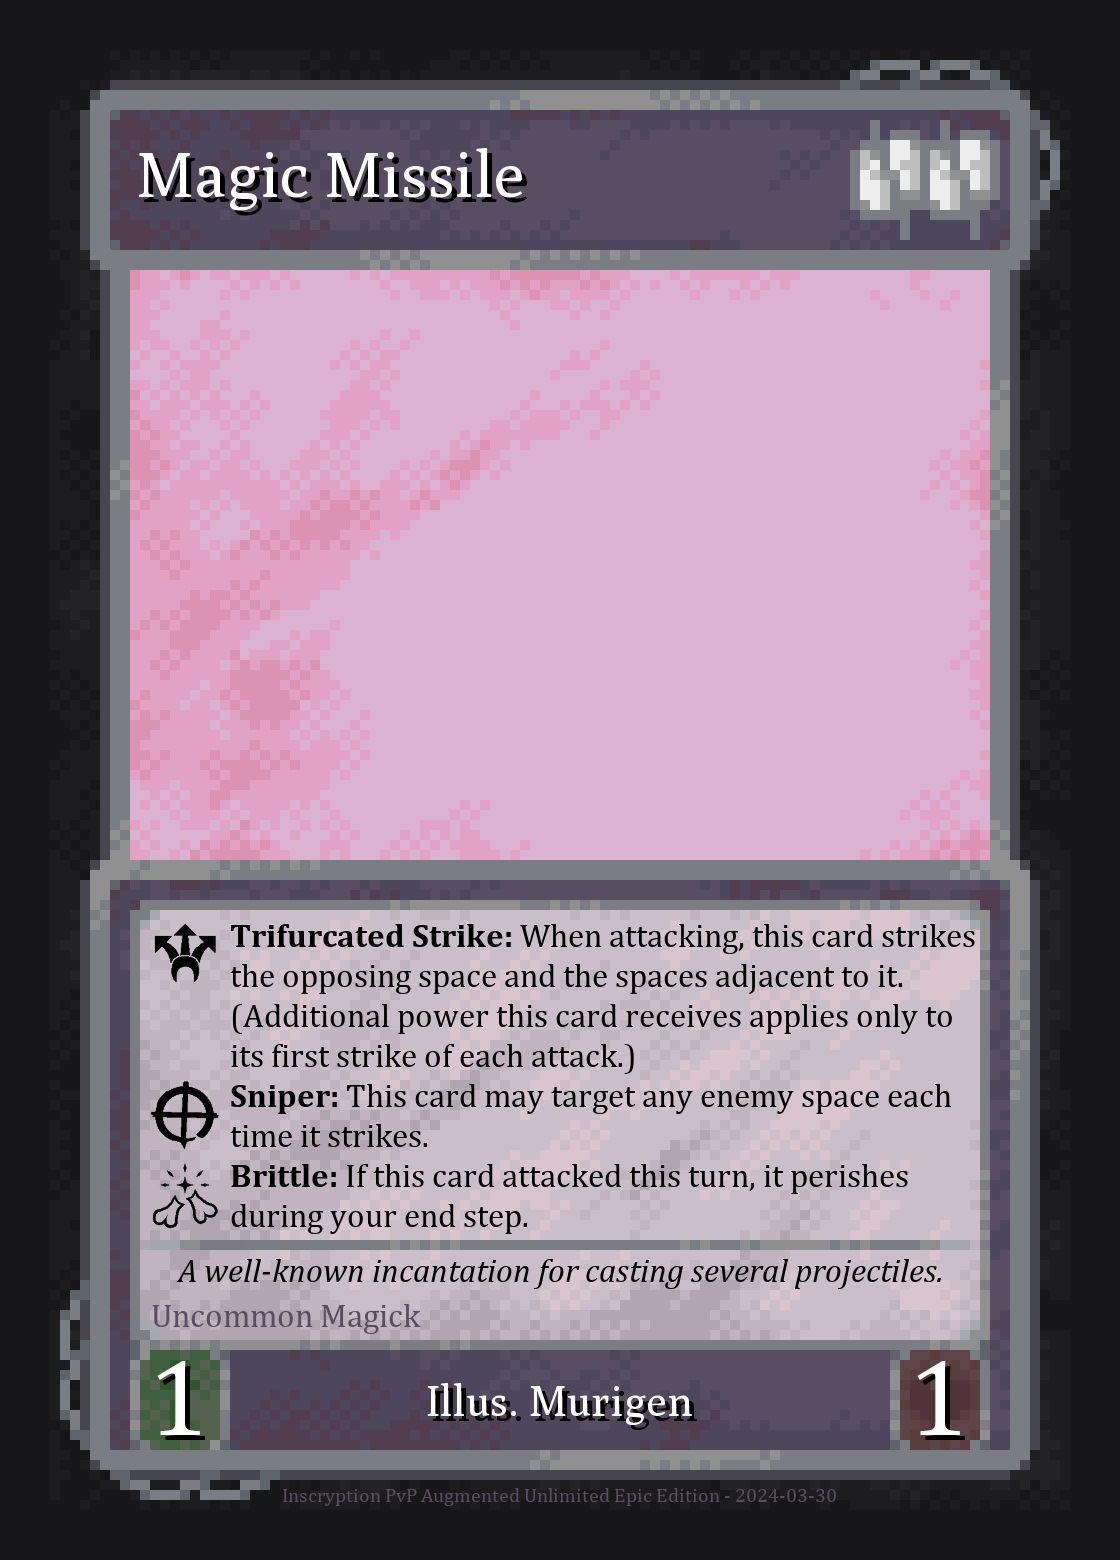 Magic Missile
Trifurcated Strike: When attacking, this card strikes
the opposing space and the spaces adjacent to it.
(Additional power this card receives applies only to
its first strike of each attack.)
Sniper: This card may target any enemy space each
time it strikes.
Brittle: If this card attacked this turn, it perishes
during your end step.
A well-known incantation for casting several projectiles.
Uncommon Magick
1
Illus. Murigen
1
Inscryption PvP Augmented Unlimited Epic Edition - 2024-03-30